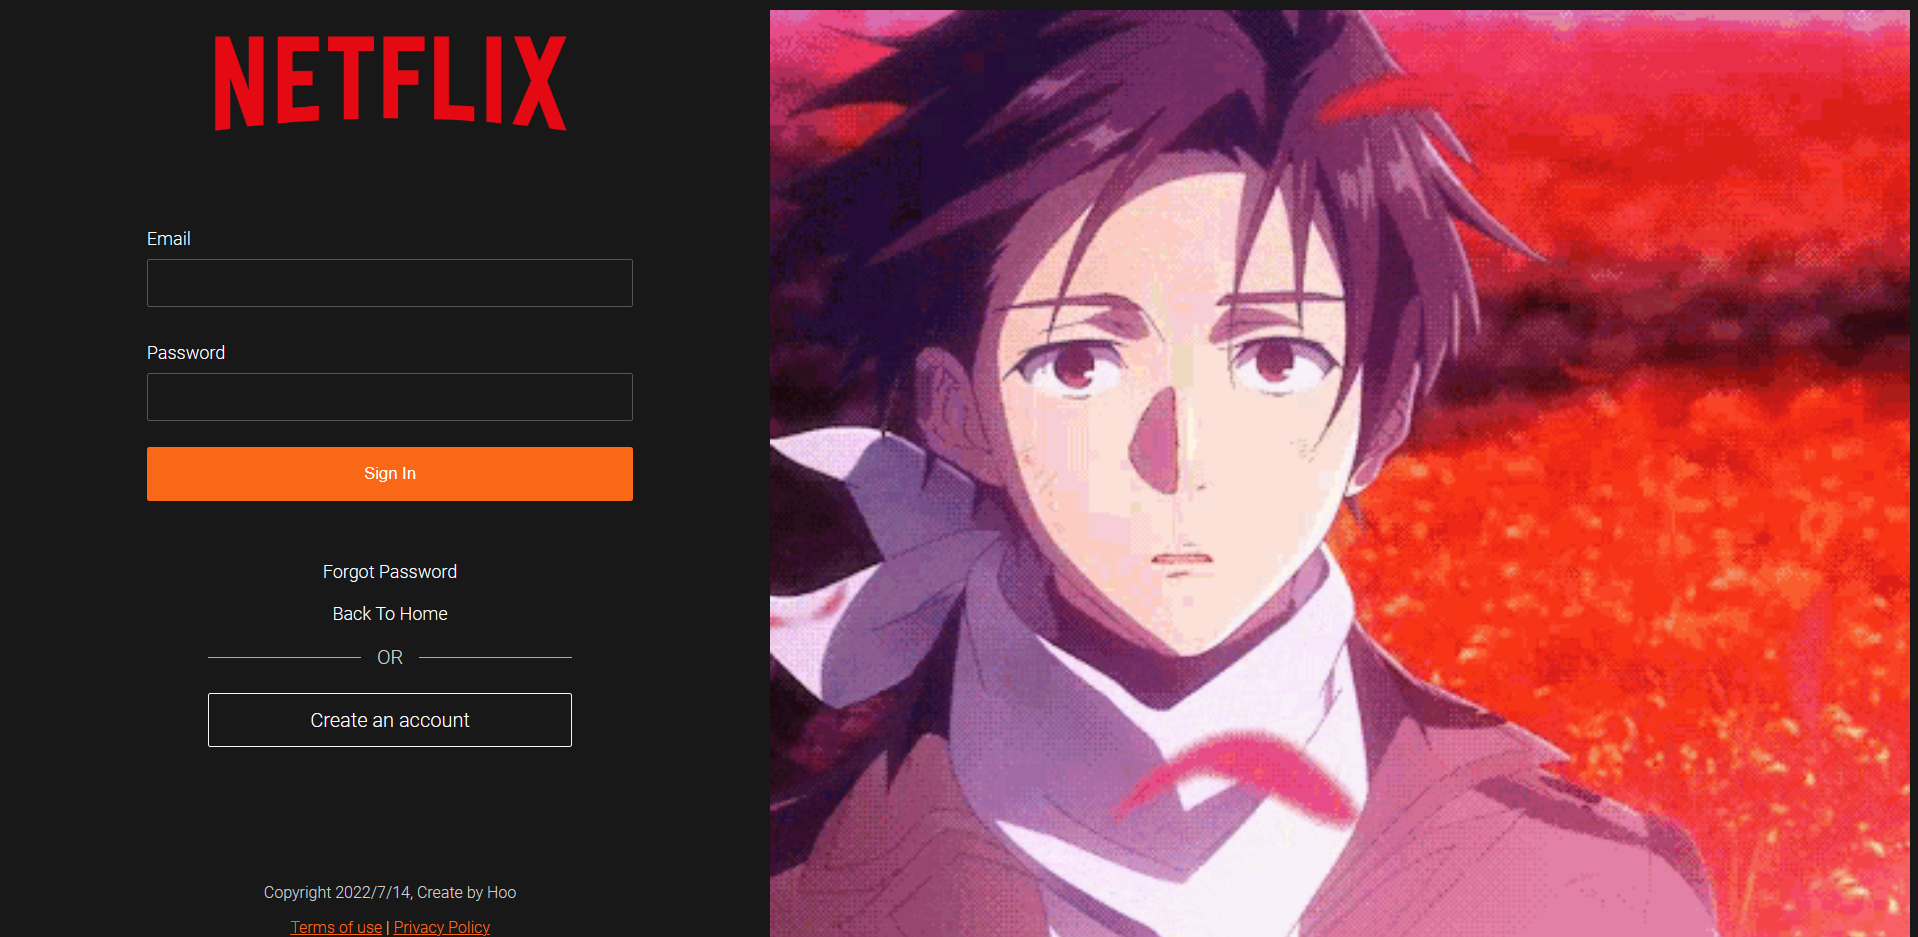 NETFLIX
Email
Password
Sign In
Forgot Password
Back To Home
OR
Create an account
Copyright 2022/7/14, Create by Hoo
Terms of use | Privacy Policy